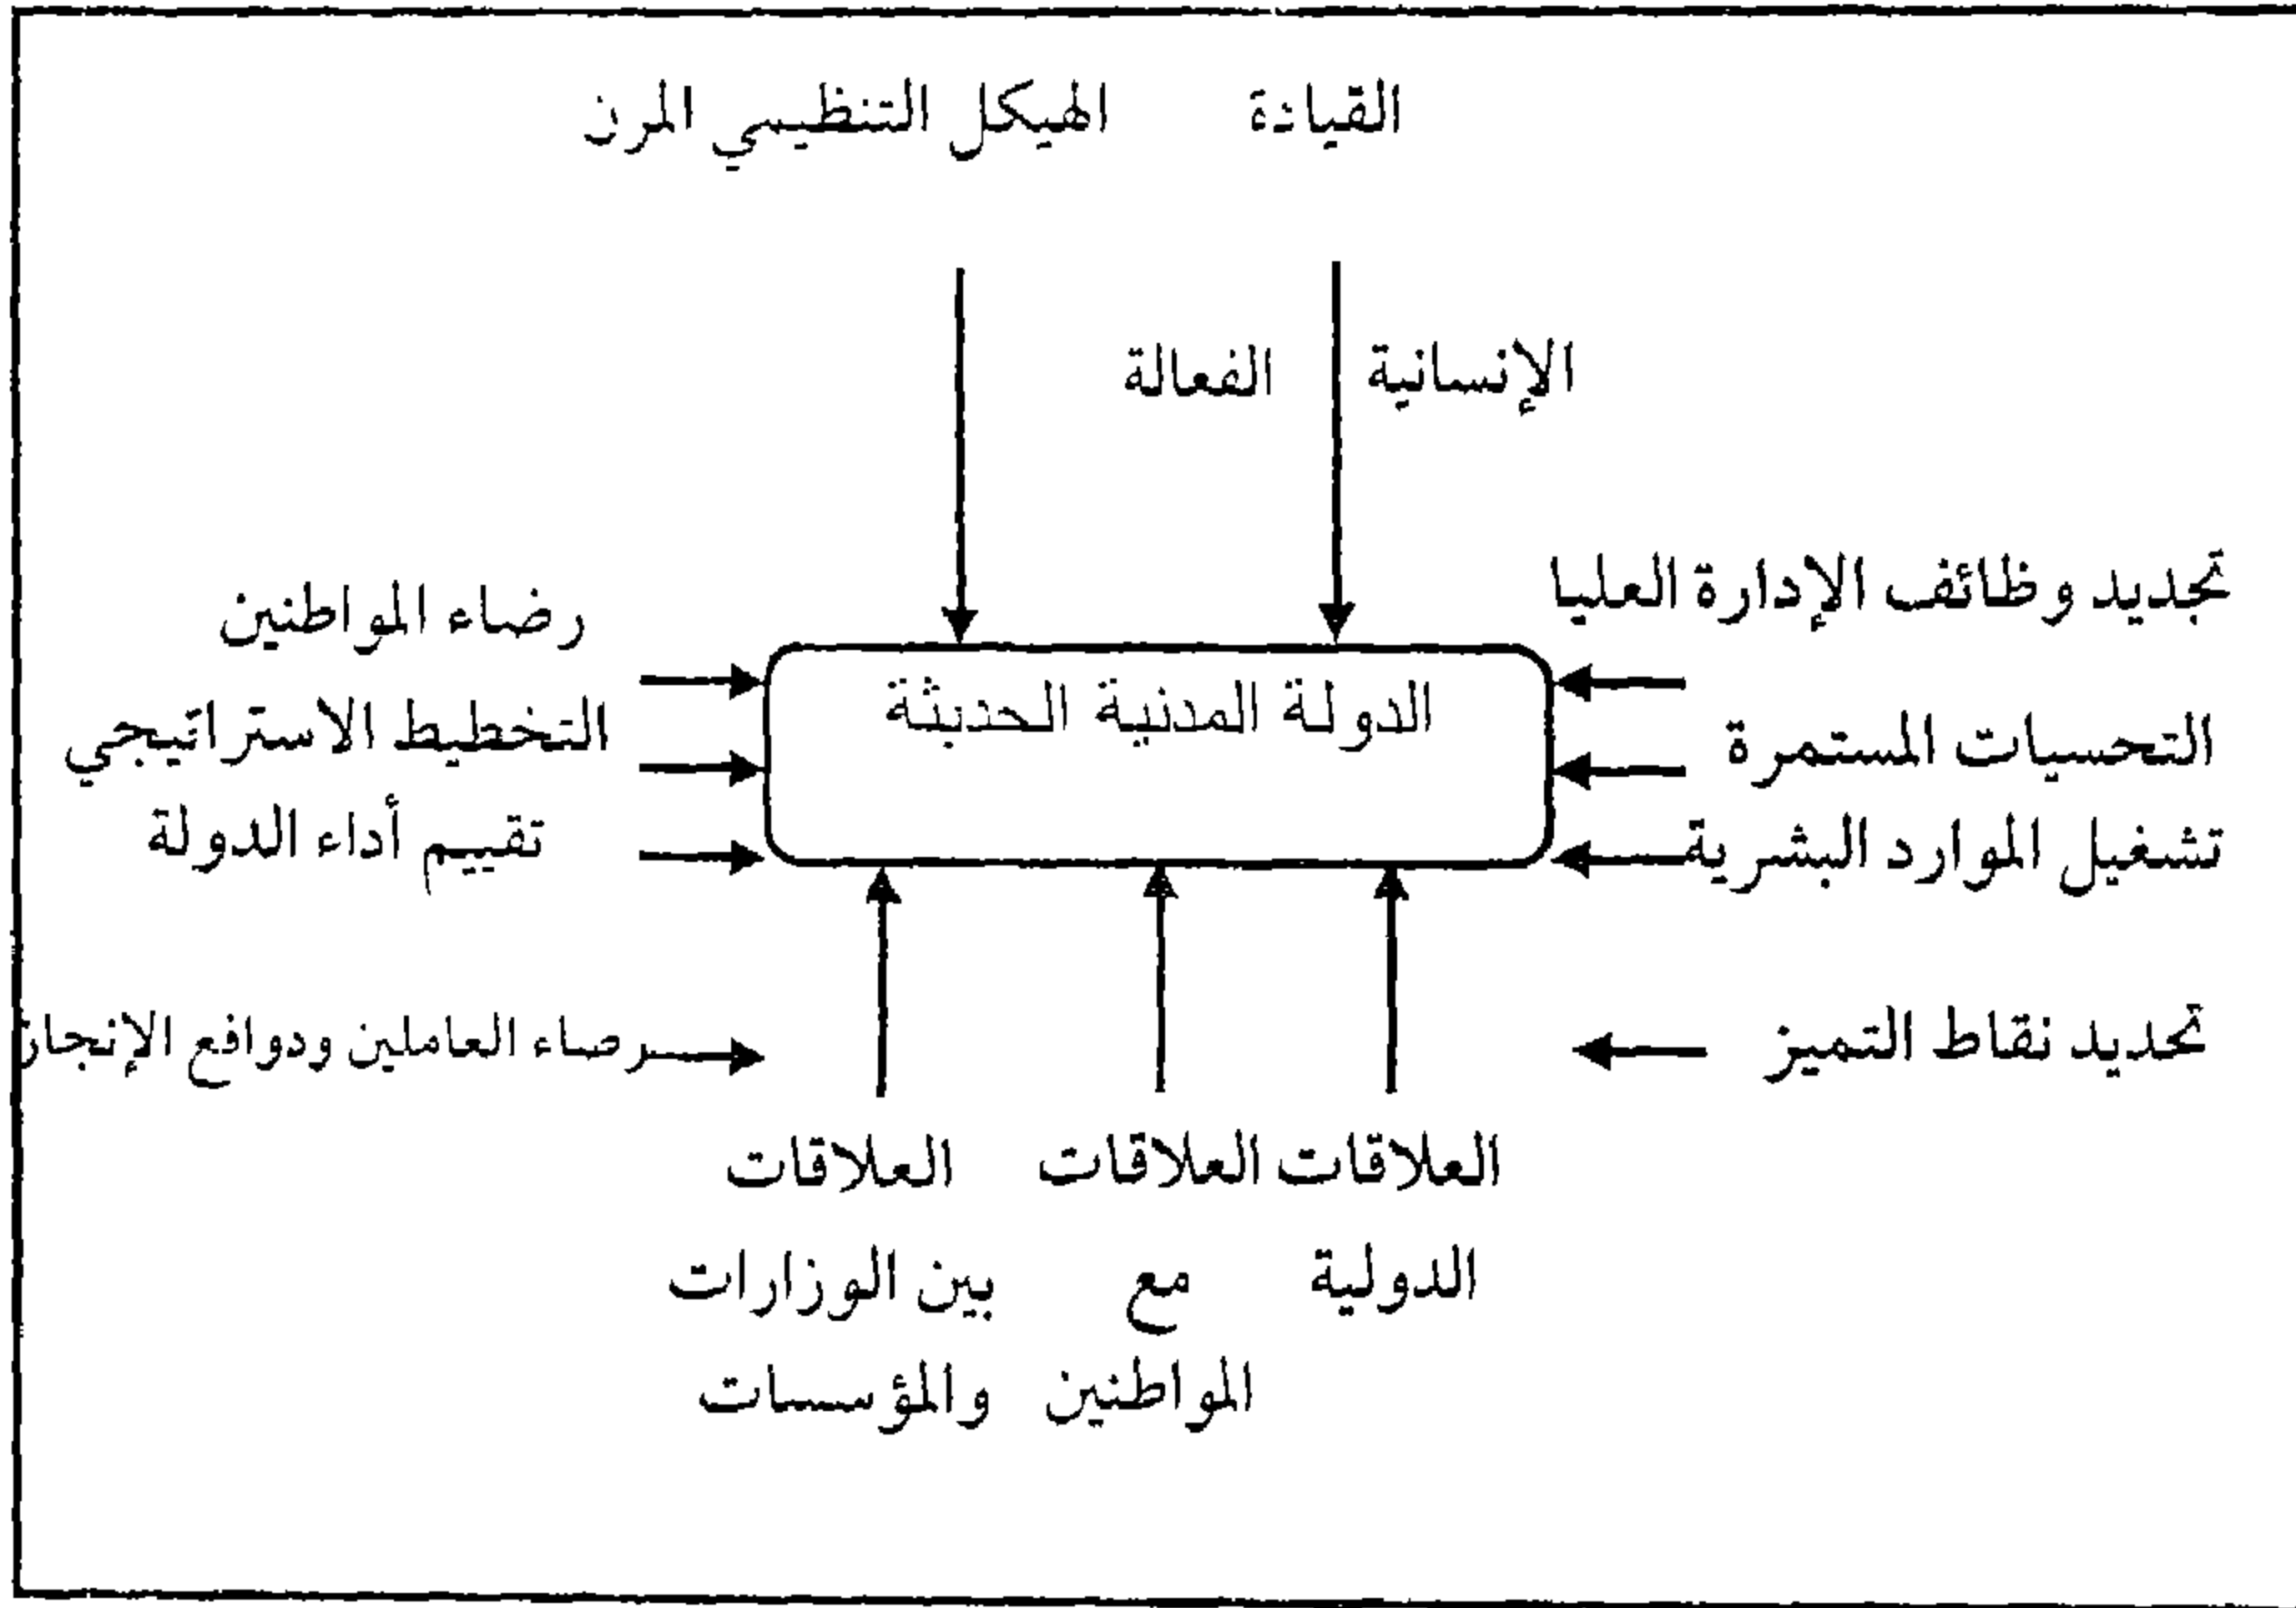 القيادة الهيكل التنظيمي المرن
الإنسانية الفعالة
تجديد وظائف الإدارة العليا
رضاء المواطنين
الدولة المدنية الحديثة
التحسيات المستمرة
التخطيط الاستراتيجي
تشغيل الموارد البشرية
تقييم أداء الدولة
تحديد نقاط التميز
رضاء العاملين ودوافع الإنجاز
العلاقات العلاقات العلاقات
الدولية مع بين الوزارات
المواطنين والمؤسسات